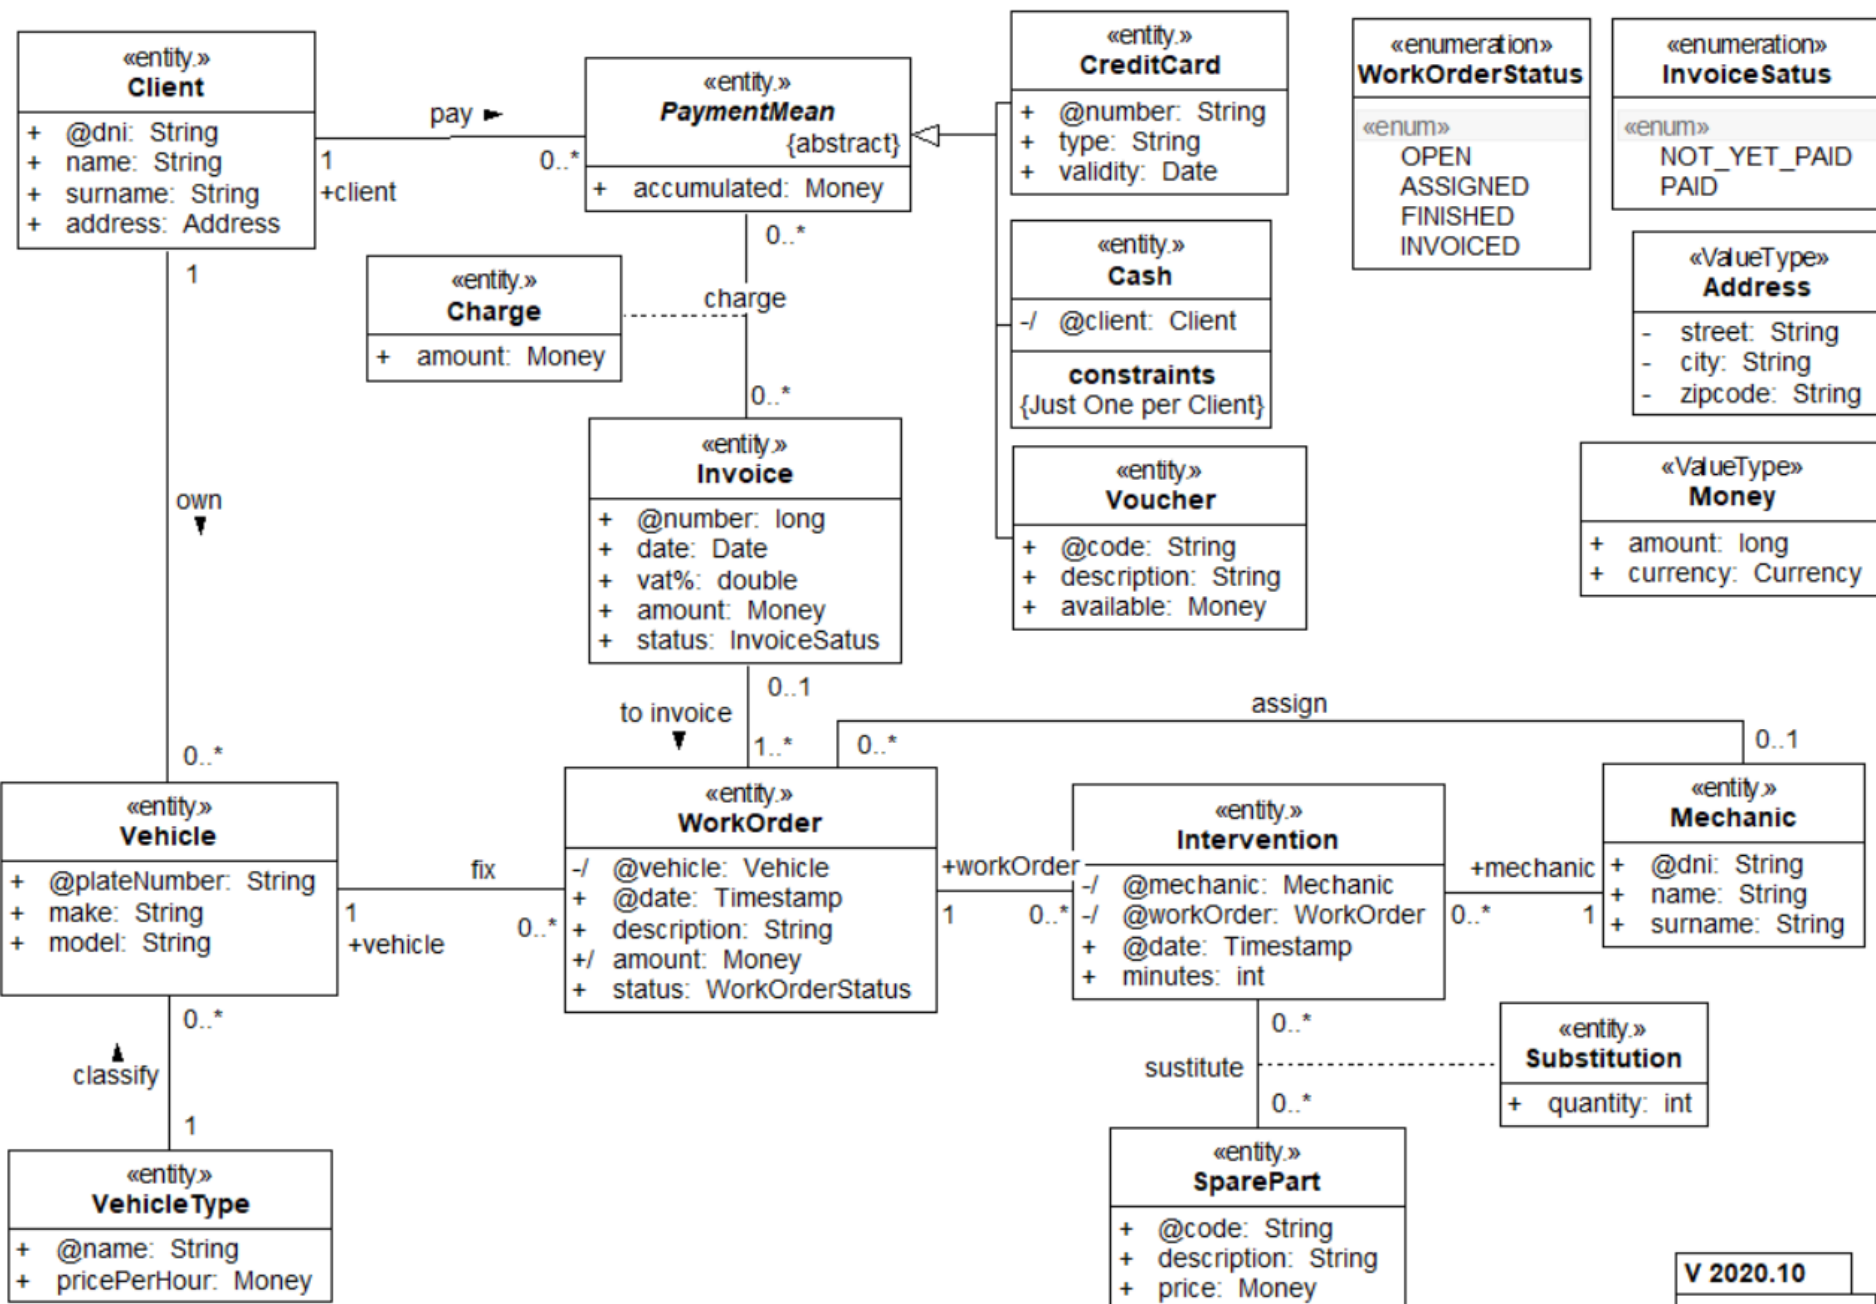 «entity.»
Client
+ @dni: String
+ name: String
+ surname: String
+ address: Address
pay ►
1
+client
0..*
«entity.»
PaymentMean
{abstract}
+ accumulated: Money
«entity.»
CreditCard
+ @number: String
+ type: String
+ validity: Date
«enumeration»
WorkOrderStatus
«enum»
OPEN
ASSIGNED
FINISHED
INVOICED
«enumeration»
InvoiceSatus
«enum»
NOT_YET_PAID
PAID
«entity.»
Cash
-/ @client: Client
constraints
{Just One per Client}
«ValueType»
Address
- street: String
- city: String
- zipcode: String
1
0..*
«entity.»
Charge
+ amount: Money
charge
0..*
«entity.»
Invoice
+ @number: long
+ date: Date
+ vat%: double
+ amount: Money
+ status: InvoiceSatus
«entity.»
Voucher
+ @code: String
+ description: String
+ available: Money
«ValueType»
Money
+ amount: long
+ currency: Currency
own
▼
0..*
0..1
to invoice
▼
1..*
0..*
assign
0..1
«entity.»
Vehicle
+ @plateNumber: String
+ make: String
+ model: String
fix
1
+vehicle
0..*
«entity.»
WorkOrder
-/ @vehicle: Vehicle
+ @date: Timestamp
+ description: String
+/ amount: Money
+ status: WorkOrderStatus
+workOrder
1
0..*
«entity.»
Intervention
-/ @mechanic: Mechanic
-/ @workOrder: WorkOrder
+ @date: Timestamp
+ minutes: int
+mechanic
0..*
1
«entity.»
Mechanic
+ @dni: String
+ name: String
+ surname: String
0..*
▲
classify
1
0..*
sustitute
0..*
«entity.»
Substitution
+ quantity: int
«entity.»
VehicleType
+ @name: String
+ pricePerHour: Money
«entity.»
SparePart
+ @code: String
+ description: String
+ price: Money
V 2020.10